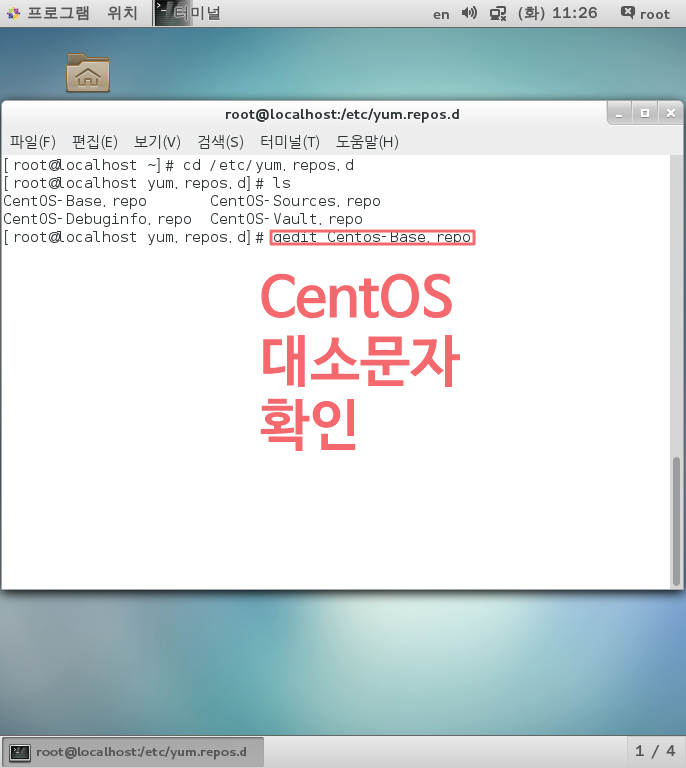 프로그램 위치 터미널 en (화) 11:26 root
root@localhost:/etc/yum.repos.d
파일(F) 편집(E) 보기(V) 검색(S) 터미널(T) 도움말(H)
[root@localhost ~]# cd /etc/yum.repos.d
[root@localhost yum.repos.d]# ls
CentOS-Base.repo CentOS-Sources.repo
CentOS-Debuginfo.repo CentOS-Vault.repo
[root@localhost yum.repos.d]# gedit Centos-Base.repo
CentOS
대소문자
확인
root@localhost:/etc/yum.repos.d 1 / 4